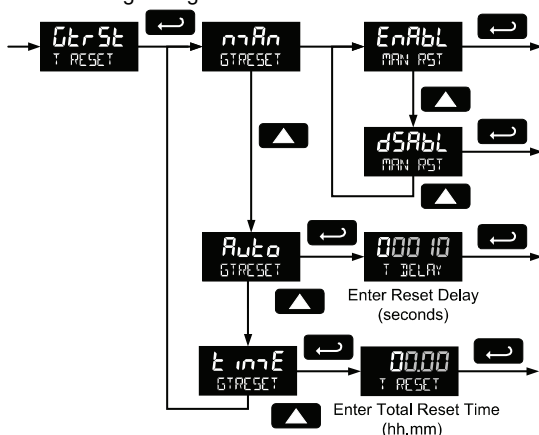 GtrSt
T RESET
mAn
GTRESET
EnAbL
MAN RST
dSAbL
MAN RST
Auto
GTRESET
00010
T DELAY
Enter Reset Delay
(seconds)
timE
GTRESET
00.00
T RESET
Enter Total Reset Time
(hh.mm)